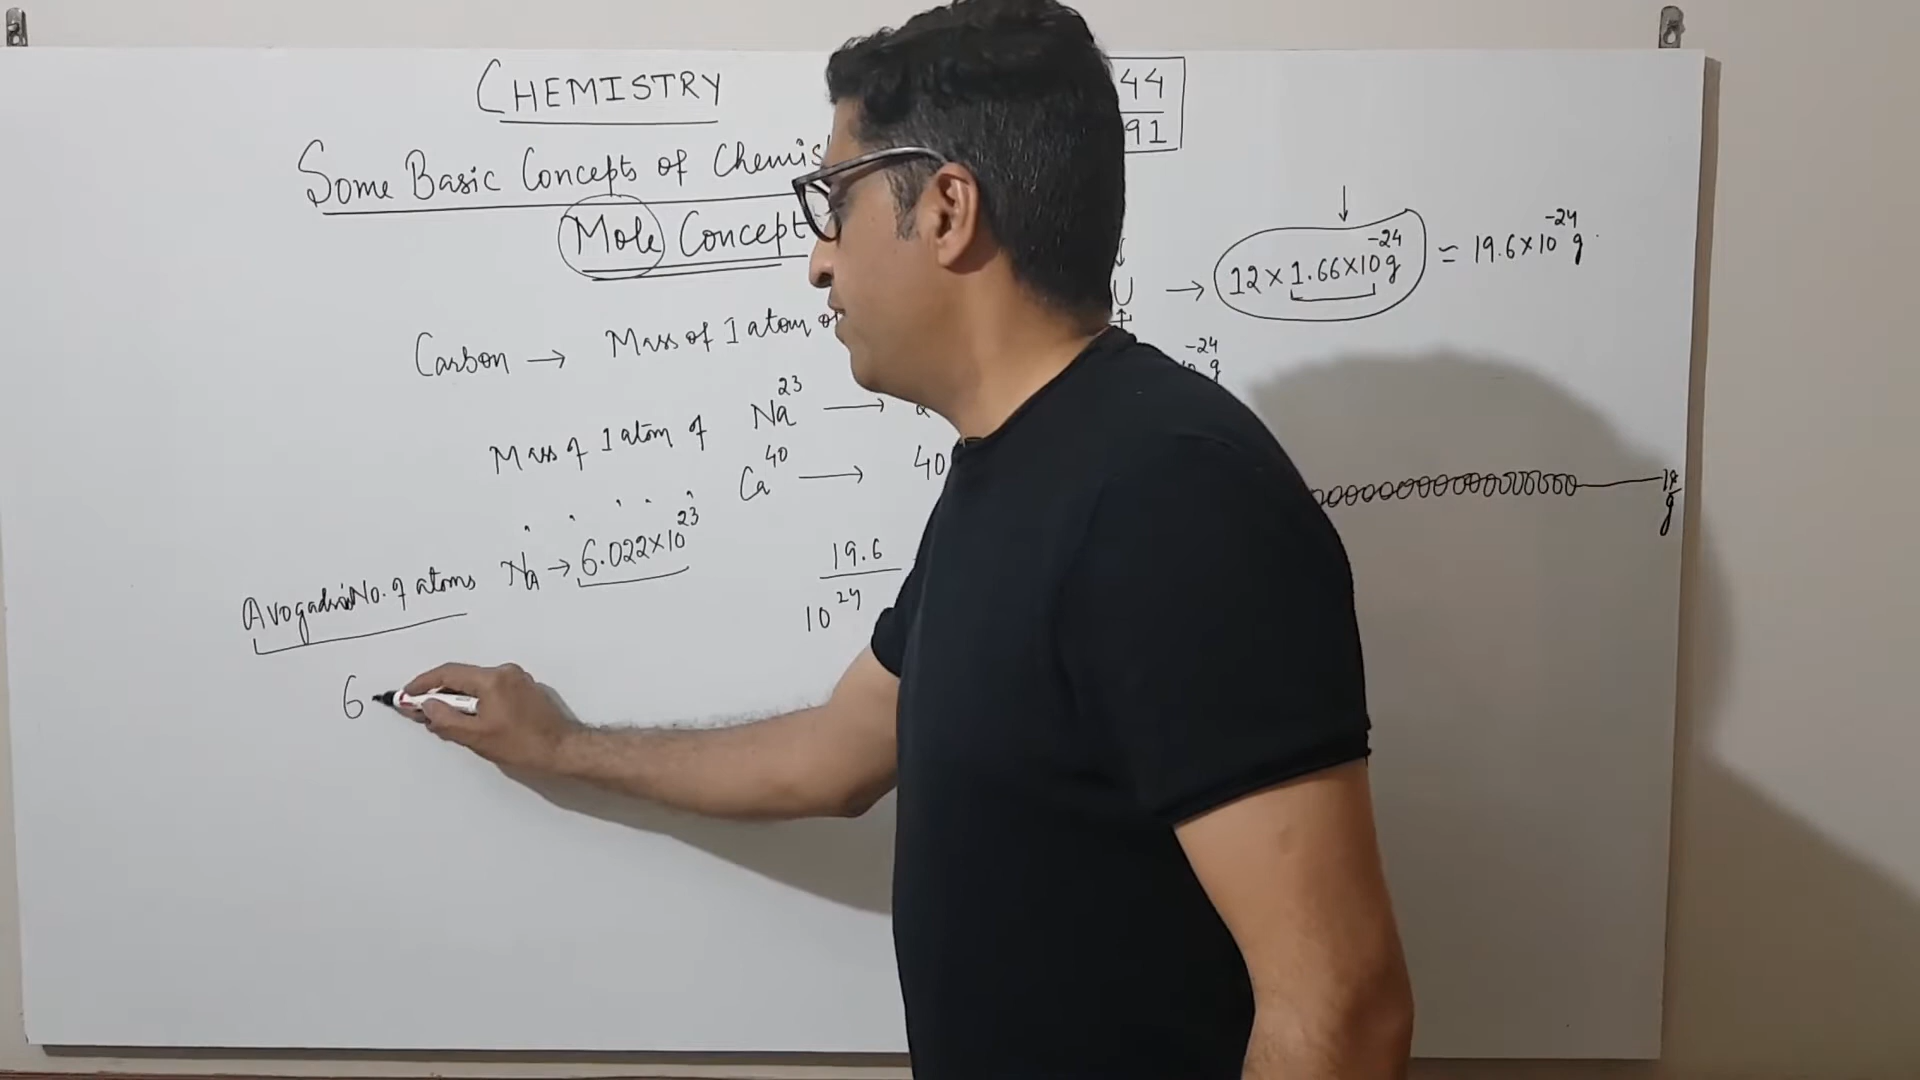 CHEMISTRY
44
91
Some Basic Concepts of Chemis
Mole Concept
U → 12 × 1.66×10^-24 g ≃ 19.6×10^-24 g
Carbon → Mass of 1 atom of
-24
g
Mass of 1 atom of Na^23 →
Ca^40 → 40
Avogadro's No. of atoms NA → 6.022×10^23
19.6
10^24
6